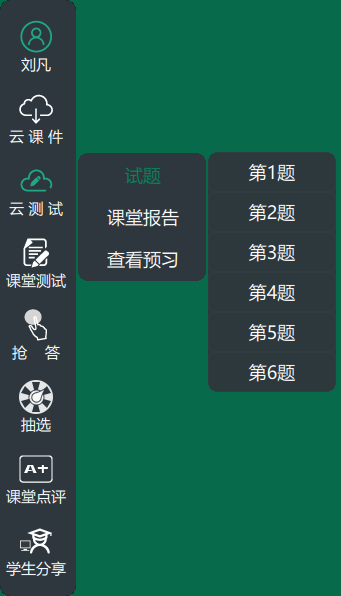 刘凡
云 课 件
云 测 试
课堂测试
抢 答
抽选
A+
课堂点评
学生分享
试题
课堂报告
查看预习
第1题
第2题
第3题
第4题
第5题
第6题